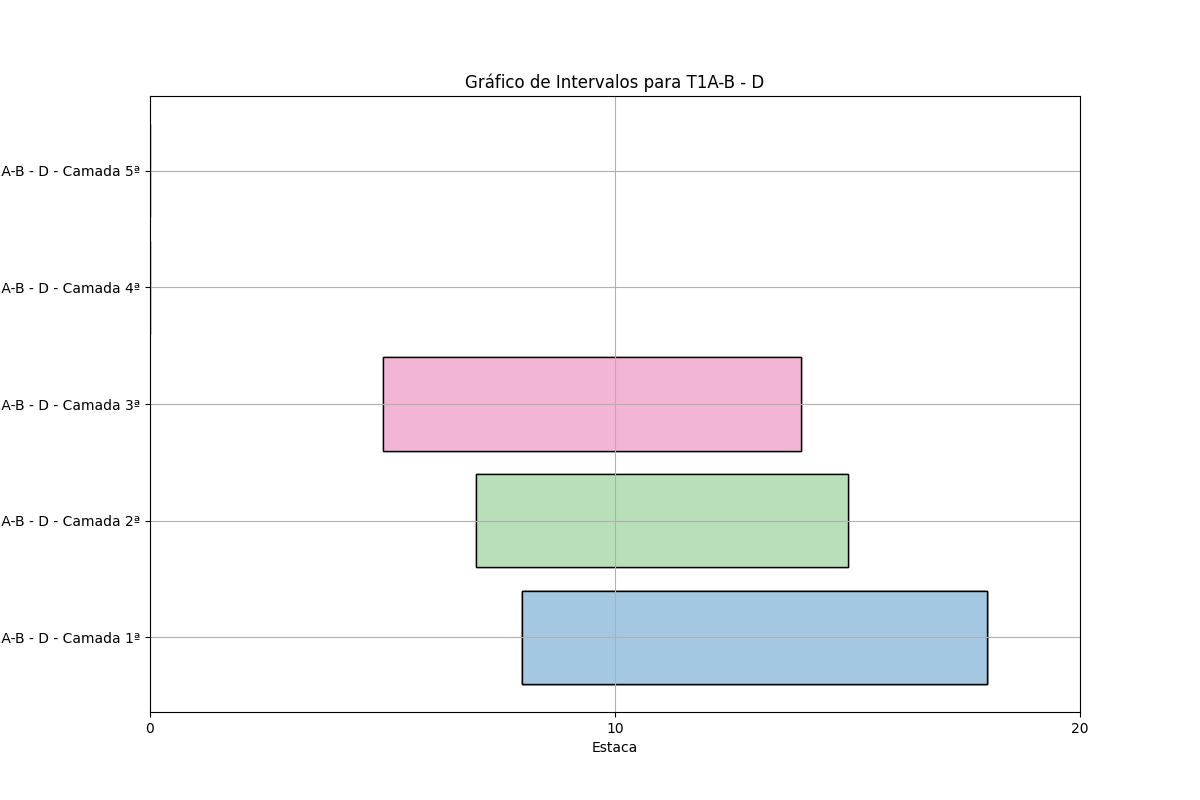 Gráfico de Intervalos para T1A-B - D
A-B - D - Camada 5ª
A-B - D - Camada 4ª
A-B - D - Camada 3ª
A-B - D - Camada 2ª
A-B - D - Camada 1ª
0 10 20
Estaca